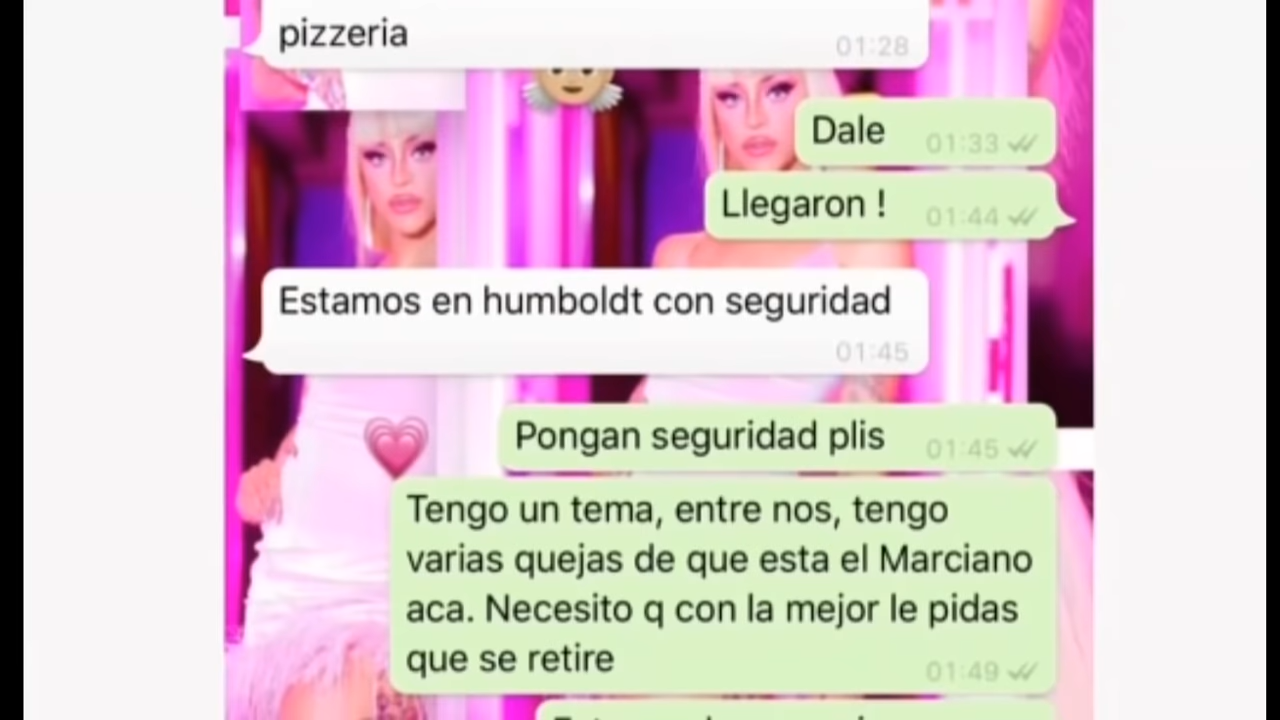 pizzeria
01:28
Dale 01:33
Llegaron ! 01:44
Estamos en humboldt con seguridad
01:45
Pongan seguridad plis 01:45
Tengo un tema, entre nos, tengo
varias quejas de que esta el Marciano
aca. Necesito q con la mejor le pidas
que se retire 01:49